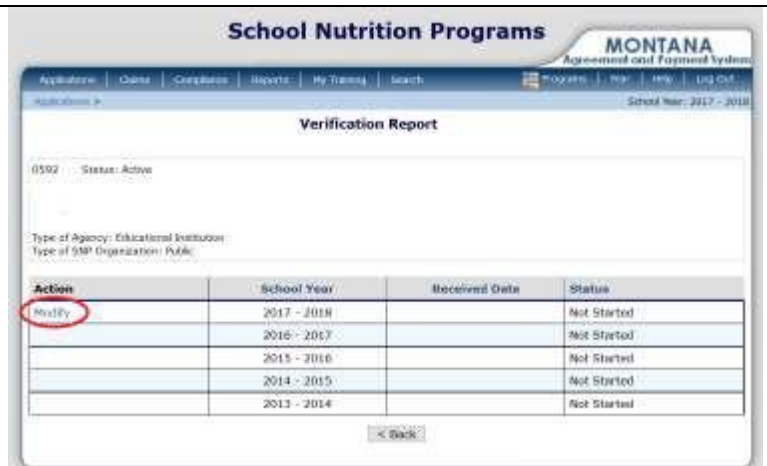 School Nutrition Programs
MONTANA
Agreement and Payment System
Applications | Claims | Compliance | Reports | My Training | Search
Programs | Year | Help | Log Out
Applications >
School Year: 2017 - 2018
Verification Report
0592 Status: Active
Type of Agency: Educational Institution
Type of SNP Organization: Public
Action School Year Received Date Status
Modify 2017 - 2018 Not Started
2016 - 2017 Not Started
2015 - 2016 Not Started
2014 - 2015 Not Started
2013 - 2014 Not Started
< Back